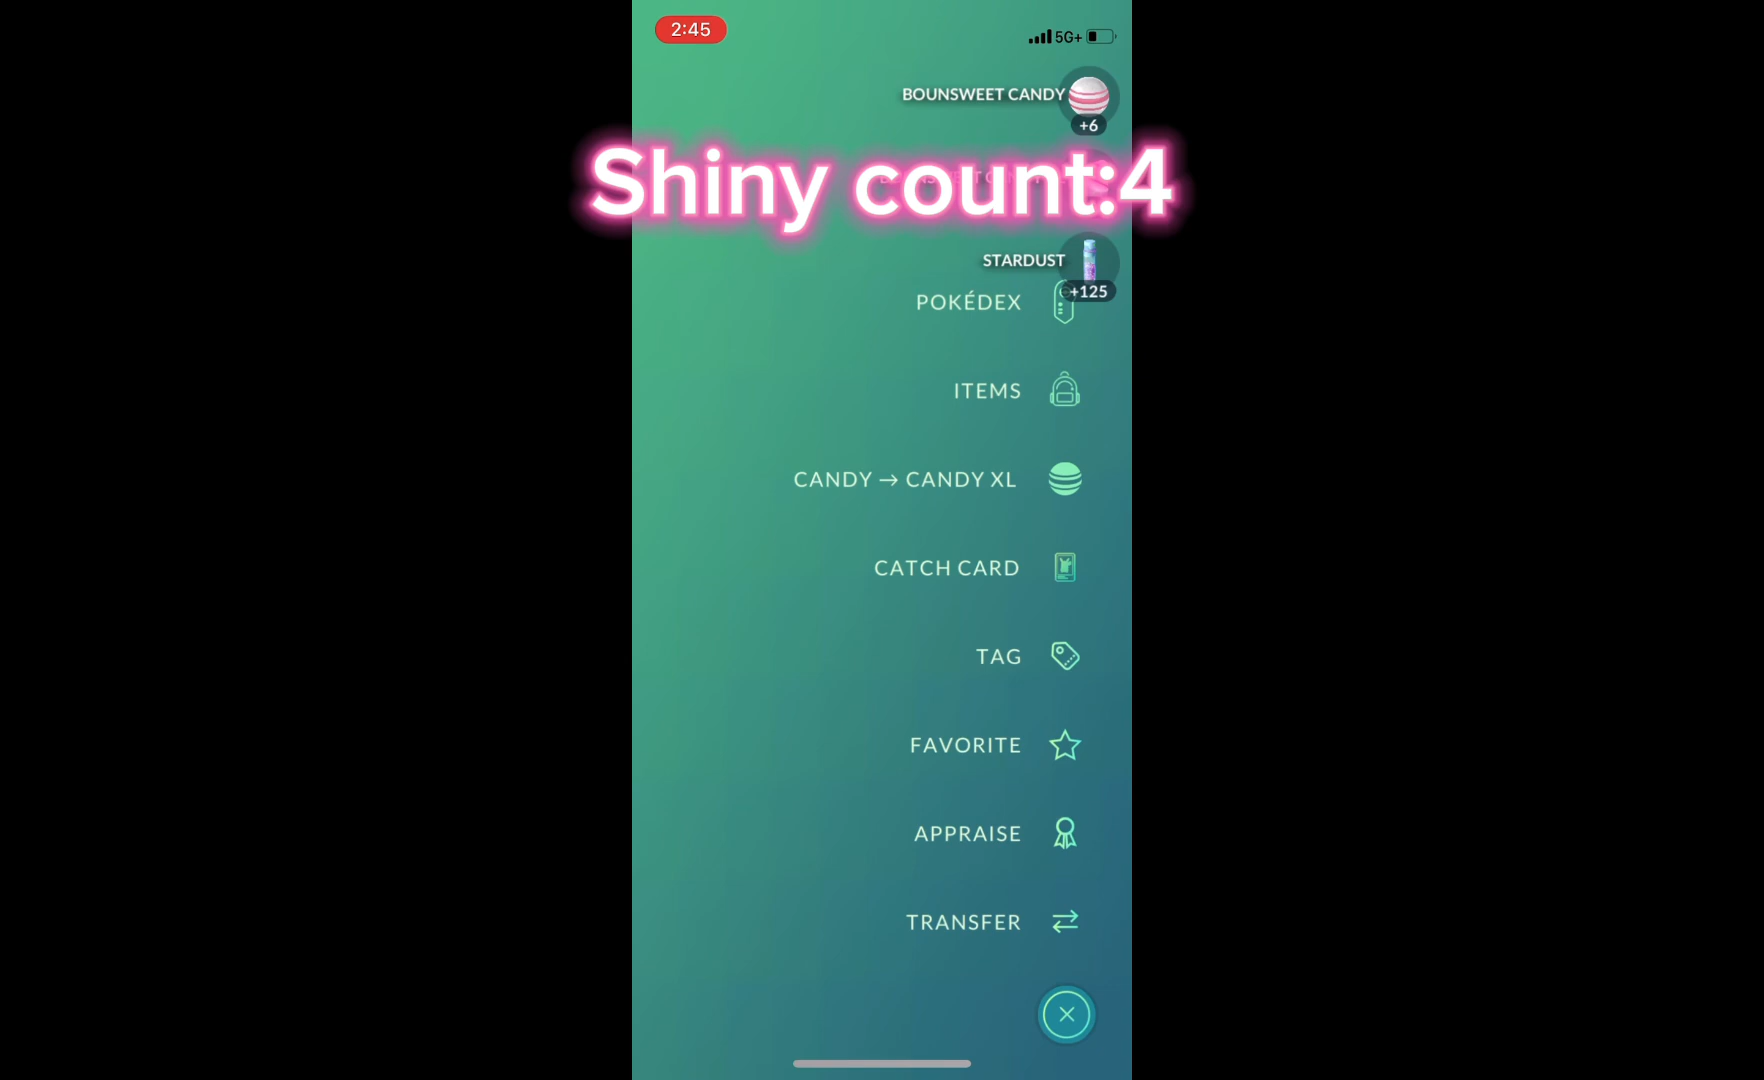 2:45
5G+
BOUNSWEET CANDY
+6
Shiny count:4
STARDUST
+125
POKÉDEX
ITEMS
CANDY → CANDY XL
CATCH CARD
TAG
FAVORITE
APPRAISE
TRANSFER